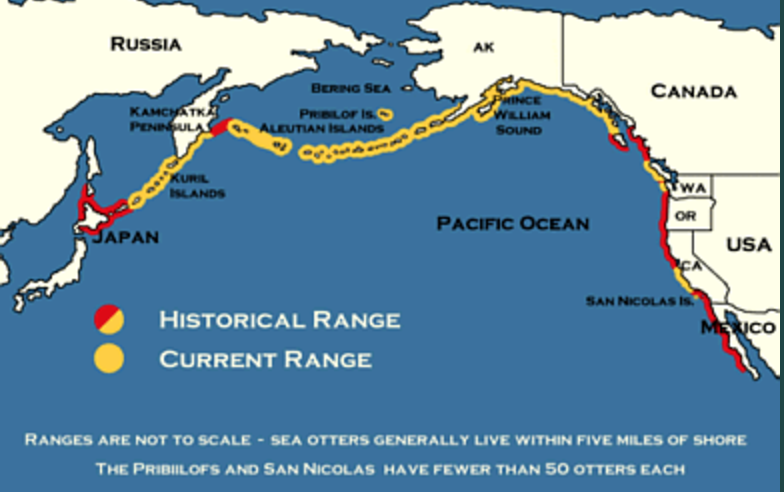 RUSSIA
AK
BERING SEA
CANADA
KAMCHATKA
PENINSULA
PRIBILOF IS.
ALEUTIAN ISLANDS
PRINCE
WILLIAM
SOUND
KURIL
ISLANDS
WA
OR
PACIFIC OCEAN
JAPAN
USA
CA
SAN NICOLAS IS.
MEXICO
HISTORICAL RANGE
CURRENT RANGE
RANGES ARE NOT TO SCALE - SEA OTTERS GENERALLY LIVE WITHIN FIVE MILES OF SHORE
THE PRIBIILOFS AND SAN NICOLAS HAVE FEWER THAN 50 OTTERS EACH